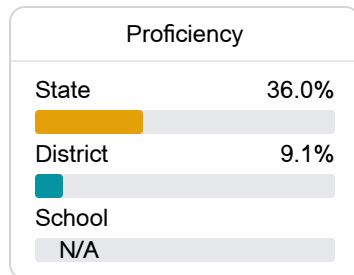 Proficiency
State 36.0%
District 9.1%
School
N/A